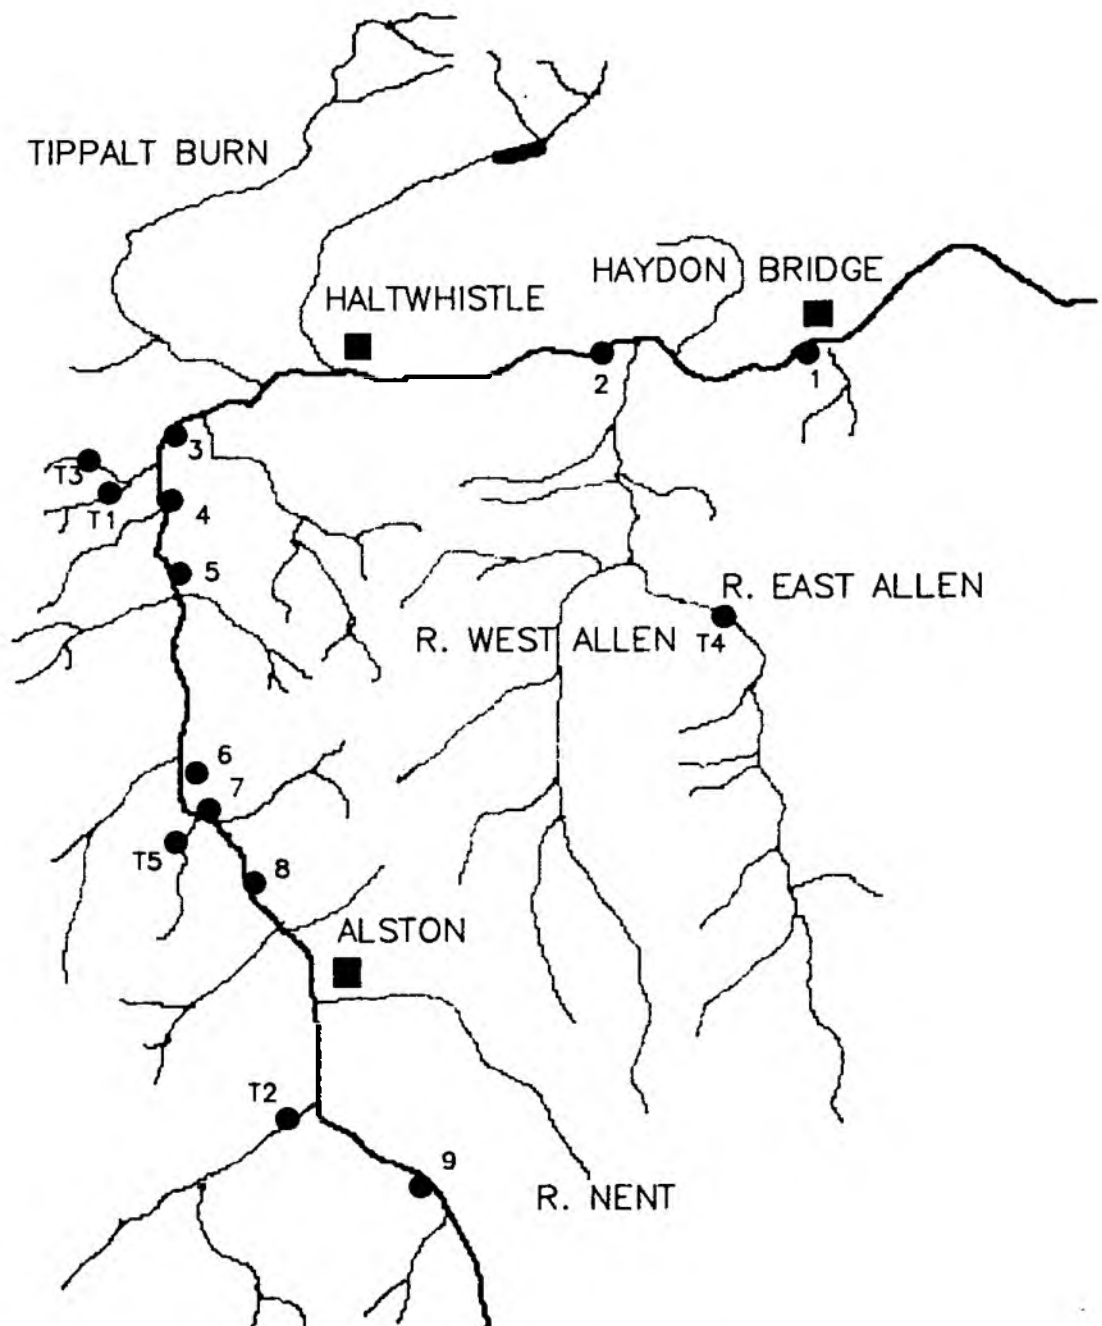 TIPPALT BURN
HAYDON BRIDGE
HALTWHISTLE
2
1
3
T3
T1
4
5
R. EAST ALLEN
R. WEST ALLEN
T4
6
7
T5
8
ALSTON
T2
9
R. NENT